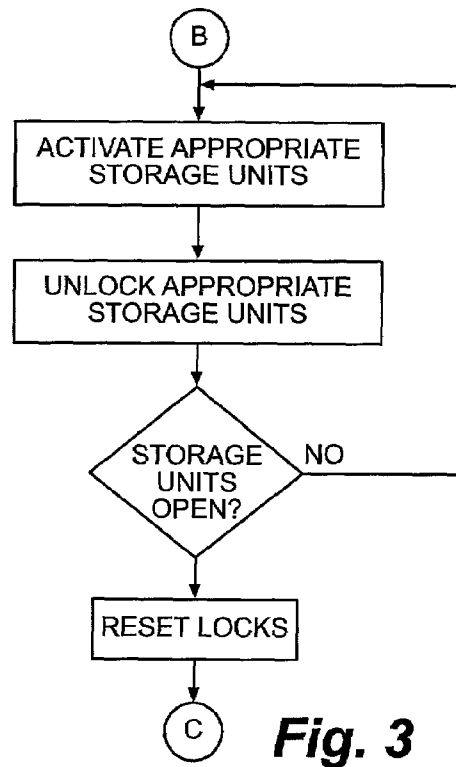 B
ACTIVATE APPROPRIATE
STORAGE UNITS
UNLOCK APPROPRIATE
STORAGE UNITS
STORAGE
UNITS
OPEN?
NO
RESET LOCKS
C
Fig. 3